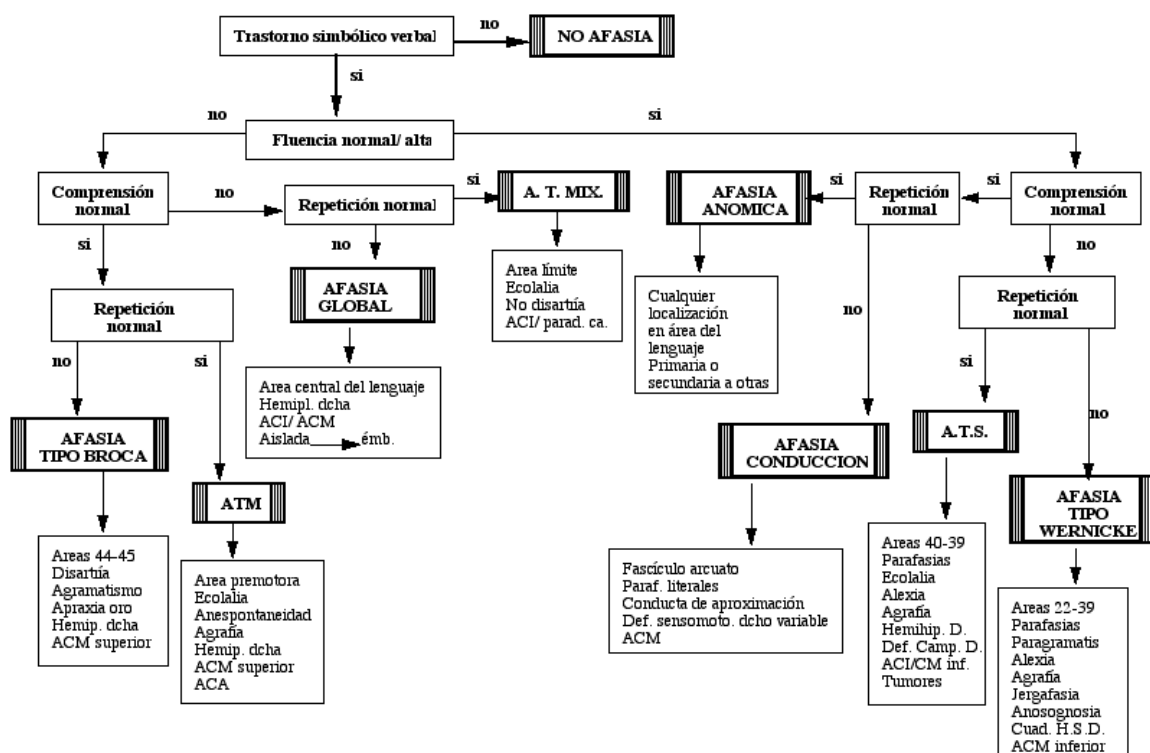 Trastorno simbólico verbal
no
NO AFASIA
si
no
Fluencia normal/ alta
si
Comprensión
normal
no
Repetición normal
si
A. T. MIX.
AFASIA
ANOMICA
si
Repetición
normal
si
Comprensión
normal
si
no
Area límite
Ecolalia
No disartría
ACI/ parad. ca.
no
no
Repetición
normal
AFASIA
GLOBAL
Cualquier
localización
en área del
lenguaje
Primaria o
secundaria a otras
Repetición
normal
no
si
si
no
Area central del lenguaje
Hemipl. dcha
ACI/ ACM
Aislada émb.
AFASIA
TIPO BROCA
AFASIA
CONDUCCION
A.T.S.
ATM
AFASIA
TIPO
WERNICKE
Areas 44-45
Disartría
Agramatismo
Apraxia oro
Hemip. dcha
ACM superior
Area premotora
Ecolalia
Anespontaneidad
Agrafía
Hemip. dcha
ACM superior
ACA
Fascículo arcuato
Paraf. literales
Conducta de aproximación
Def. sensomoto. dcho variable
ACM
Areas 40-39
Parafasias
Ecolalia
Alexia
Agrafía
Hemihip. D.
Def. Camp. D.
ACI/CM inf.
Tumores
Areas 22-39
Parafasias
Paragramatis
Alexia
Agrafía
Jergafasia
Anosognosia
Cuad. H.S.D.
ACM inferior